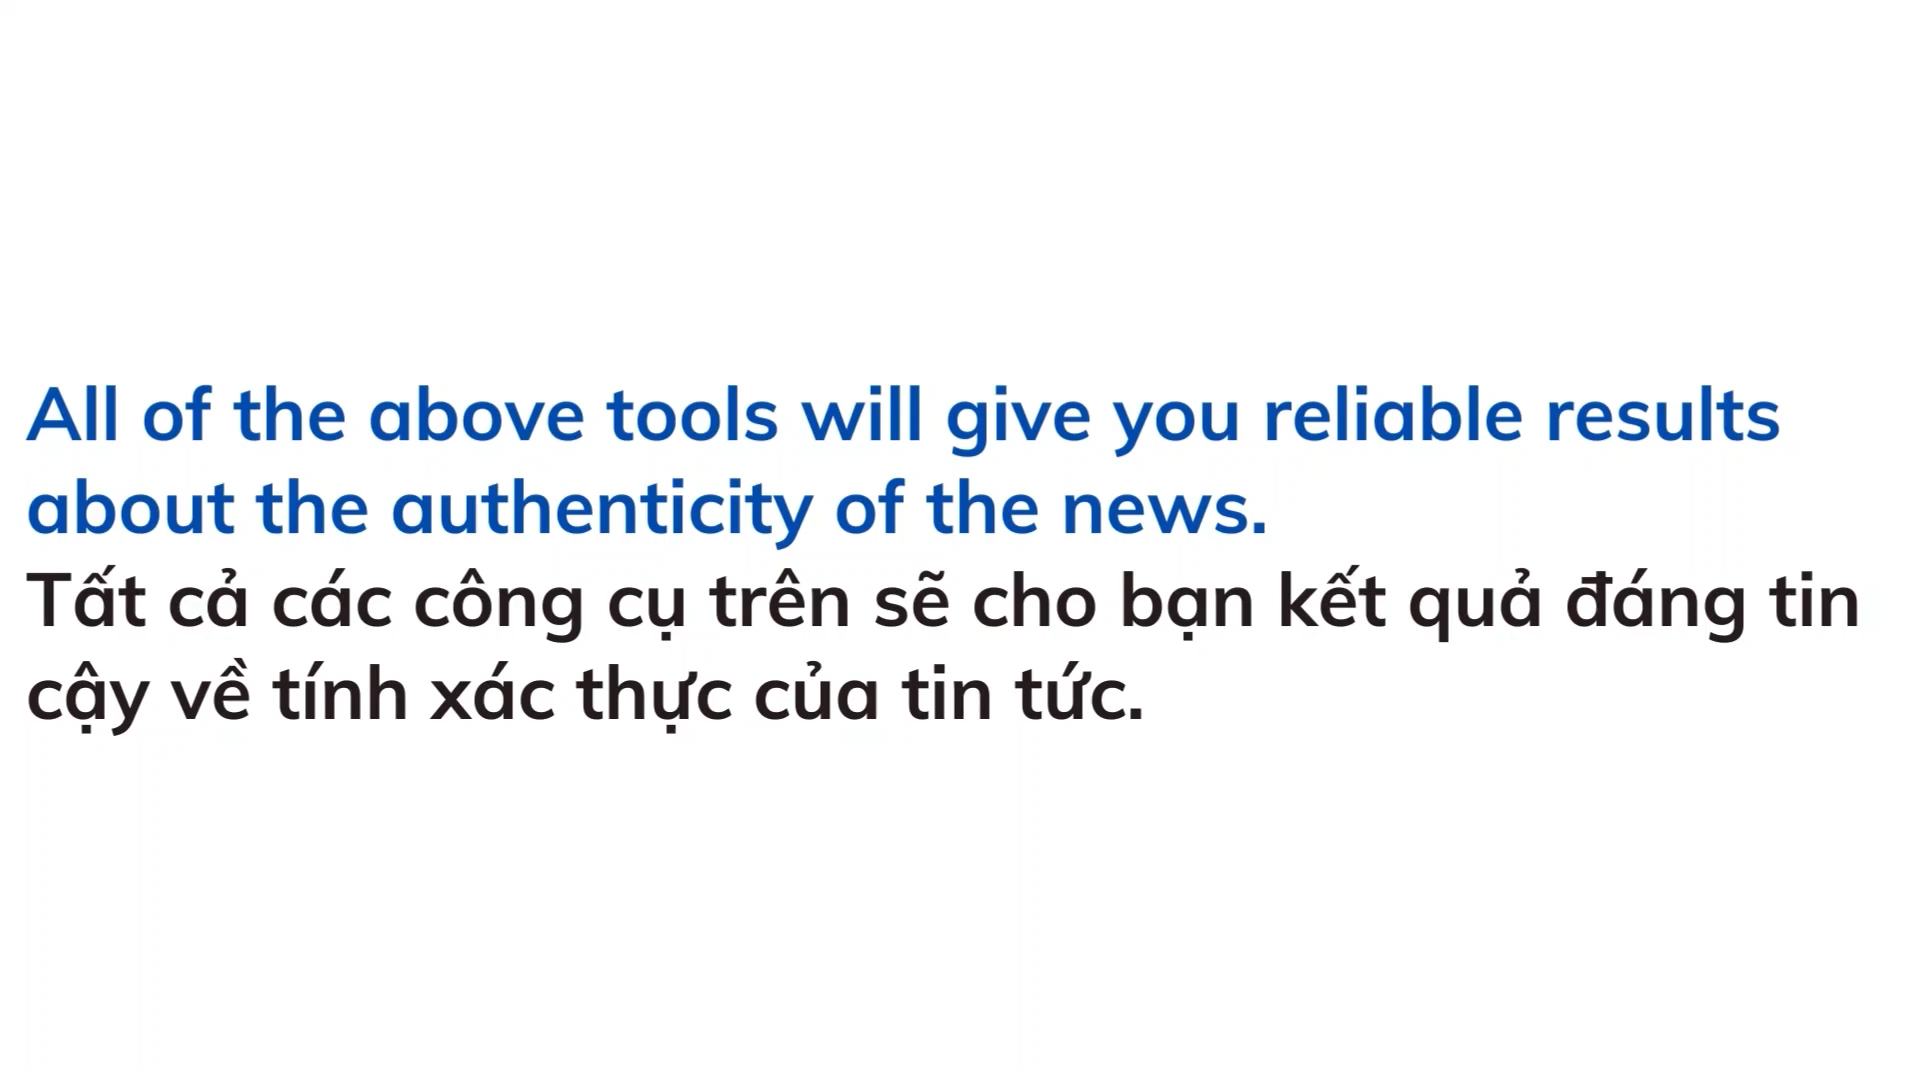 All of the above tools will give you reliable results
about the authenticity of the news.
Tất cả các công cụ trên sẽ cho bạn kết quả đáng tin
cậy về tính xác thực của tin tức.